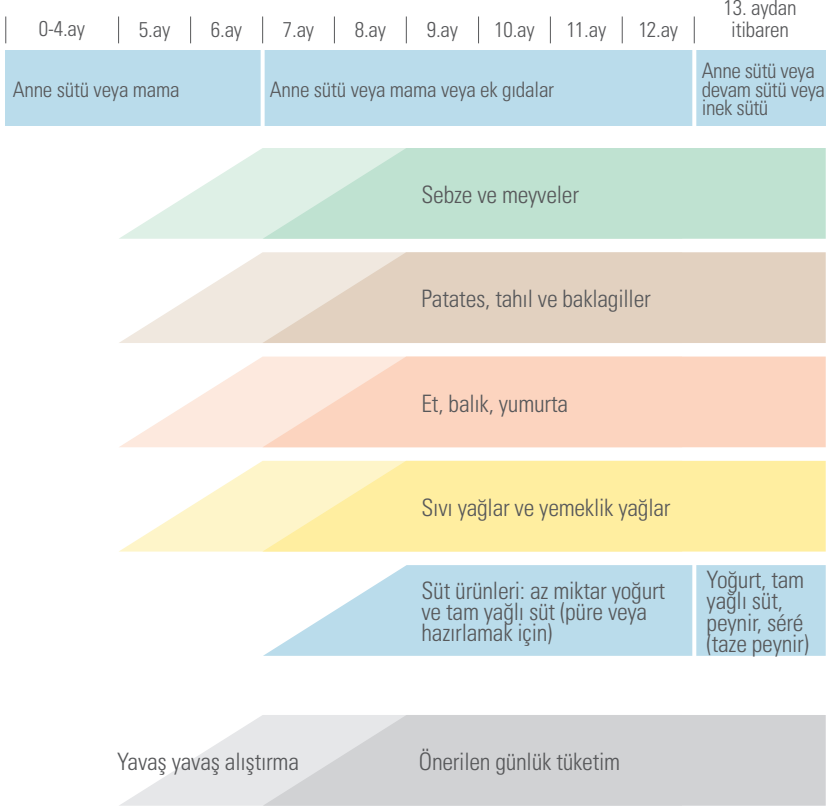 0-4.ay 5.ay 6.ay 7.ay 8.ay 9.ay 10.ay 11.ay 12.ay 13. aydan
itibaren
Anne sütü veya mama
Anne sütü veya mama veya ek gıdalar
Anne sütü veya
devam sütü veya
inek sütü
Sebze ve meyveler
Patates, tahıl ve baklagiller
Et, balık, yumurta
Sıvı yağlar ve yemeklik yağlar
Süt ürünleri: az miktar yoğurt
ve tam yağlı süt (püre veya
hazırlamak için)
Yoğurt, tam
yağlı süt,
peynir, séré
(taze peynir)
Yavaş yavaş alıştırma
Önerilen günlük tüketim